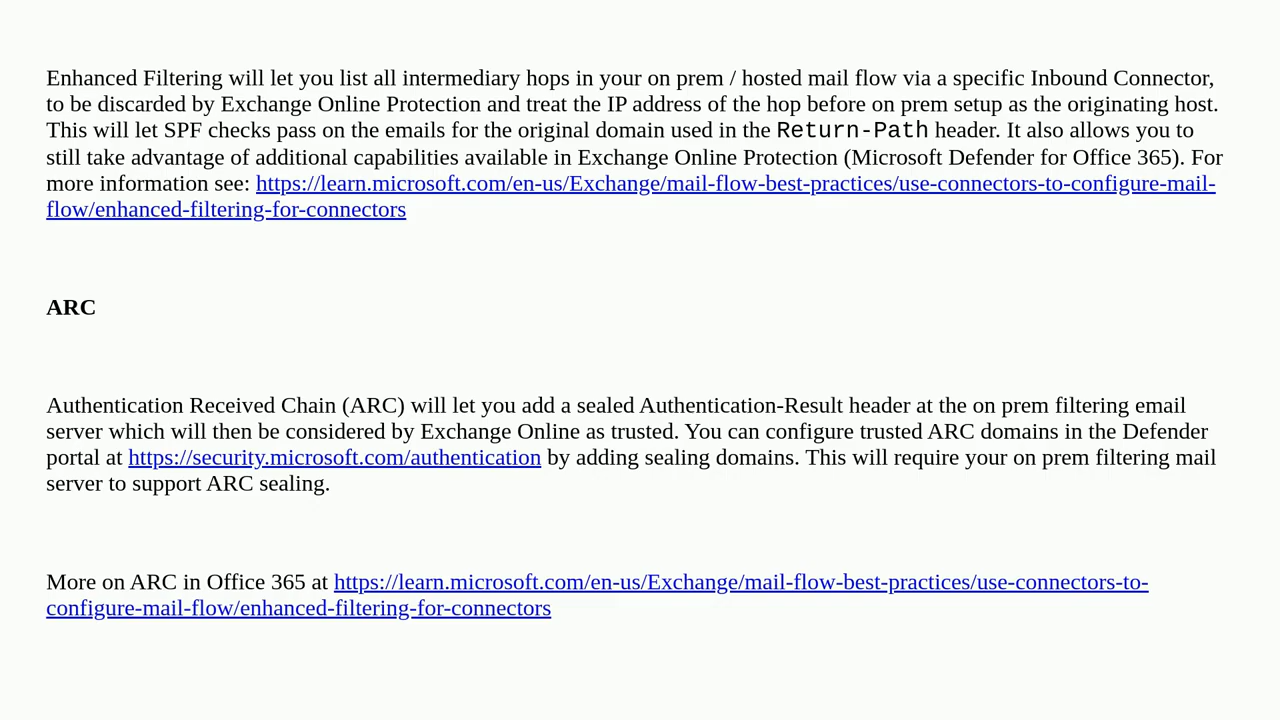 Enhanced Filtering will let you list all intermediary hops in your on prem / hosted mail flow via a specific Inbound Connector,
to be discarded by Exchange Online Protection and treat the IP address of the hop before on prem setup as the originating host.
This will let SPF checks pass on the emails for the original domain used in the Return-Path header. It also allows you to
still take advantage of additional capabilities available in Exchange Online Protection (Microsoft Defender for Office 365). For
more information see: https://learn.microsoft.com/en-us/Exchange/mail-flow-best-practices/use-connectors-to-configure-mail-
flow/enhanced-filtering-for-connectors
ARC
Authentication Received Chain (ARC) will let you add a sealed Authentication-Result header at the on prem filtering email
server which will then be considered by Exchange Online as trusted. You can configure trusted ARC domains in the Defender
portal at https://security.microsoft.com/authentication by adding sealing domains. This will require your on prem filtering mail
server to support ARC sealing.
More on ARC in Office 365 at https://learn.microsoft.com/en-us/Exchange/mail-flow-best-practices/use-connectors-to-
configure-mail-flow/enhanced-filtering-for-connectors